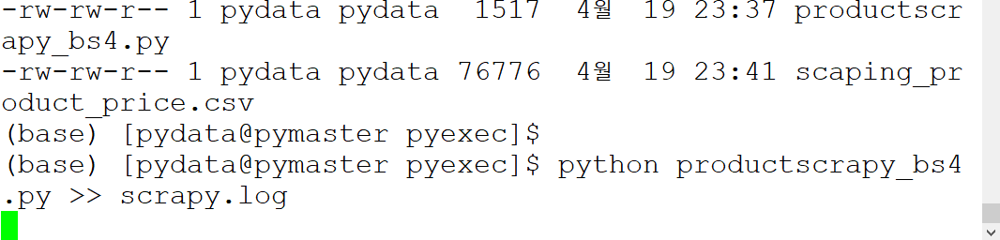 -rw-rw-r-- 1 pydata pydata  1517  4월  19 23:37 productscr
apy_bs4.py
-rw-rw-r-- 1 pydata pydata 76776  4월  19 23:41 scaping_pr
oduct_price.csv
(base) [pydata@pymaster pyexec]$
(base) [pydata@pymaster pyexec]$ python productscrapy_bs4
.py >> scrapy.log